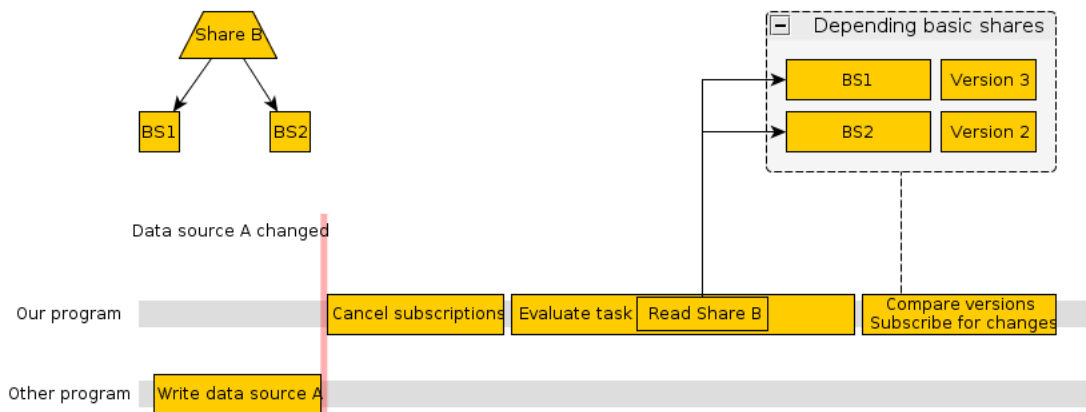 Share B
Depending basic shares
BS1
Version 3
BS1
BS2
BS2
Version 2
Data source A changed
Our program
Cancel subscriptions
Evaluate task
Read Share B
Compare versions
Subscribe for changes
Other program
Write data source A